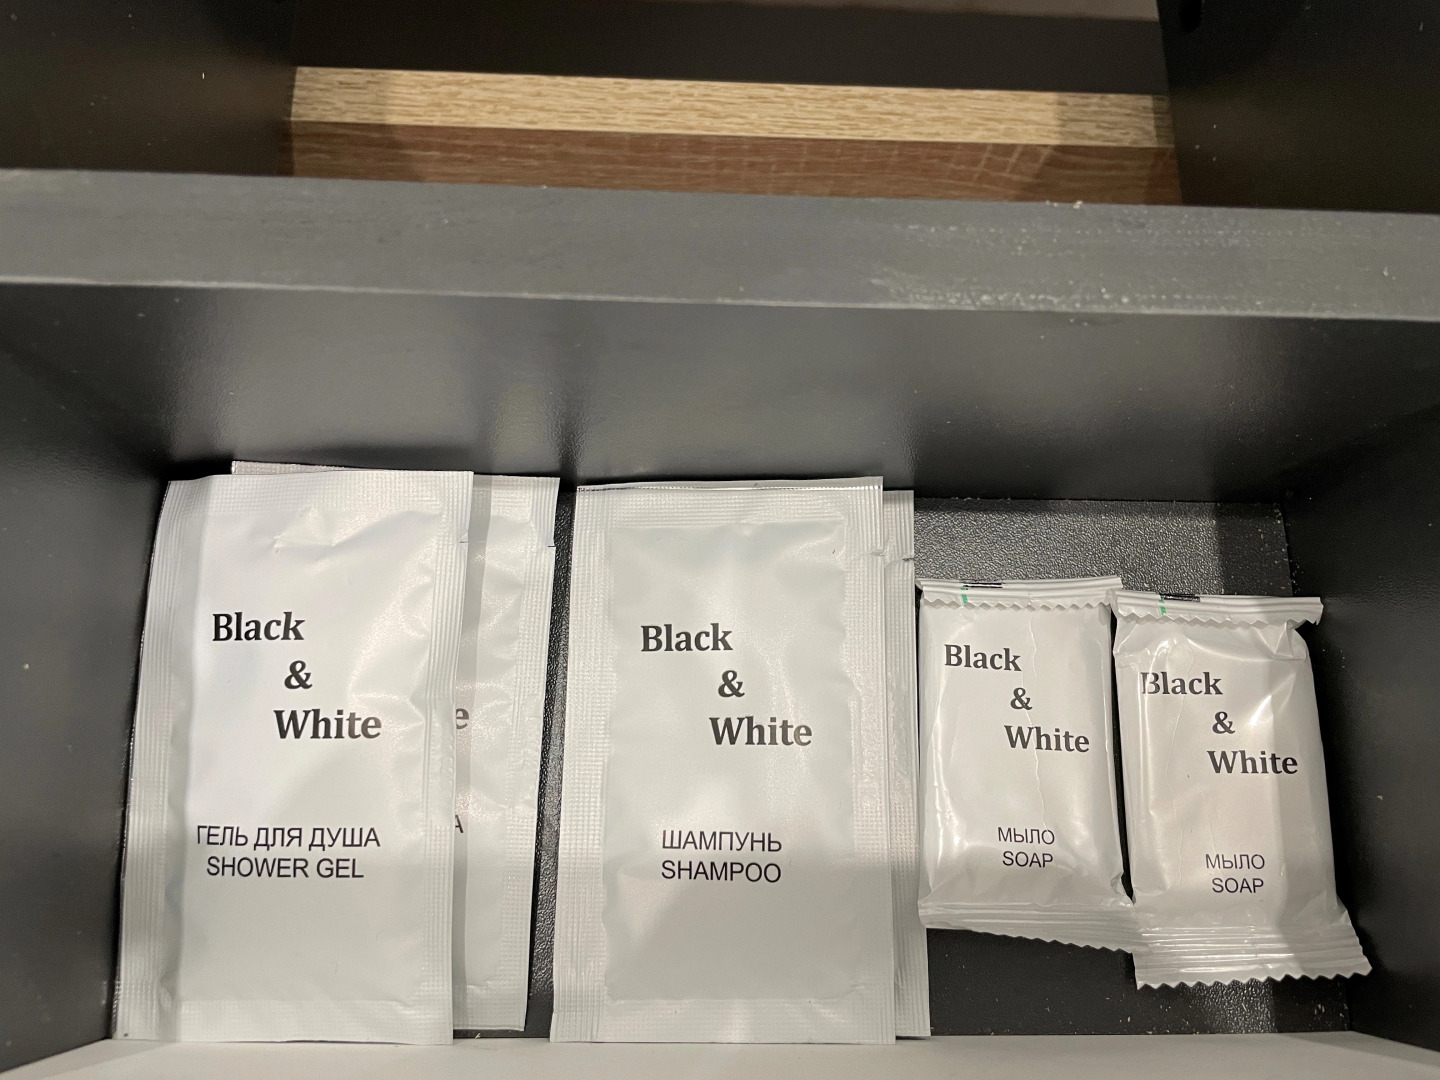 Black
&
White
ГЕЛЬ ДЛЯ ДУША
SHOWER GEL
e
А
Black
&
White
ШАМПУНЬ
SHAMPOO
Black
&
White
МЫЛО
SOAP
Black
&
White
МЫЛО
SOAP